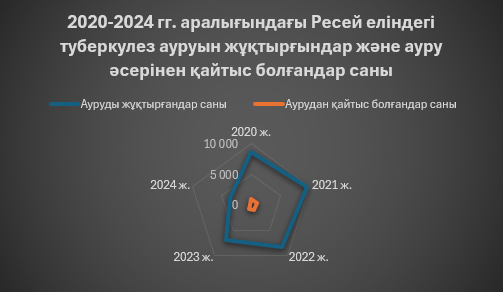 2020-2024 гг. аралығындағы Ресей еліндегі
туберкулез ауруын жұқтырғындар және ауру
әсерінен қайтыс болғандар саны
Ауруды жұқтырғандар саны
Аурудан қайтыс болғандар саны
2020 ж.
10 000
5 000
0
2021 ж.
2022 ж.
2023 ж.
2024 ж.